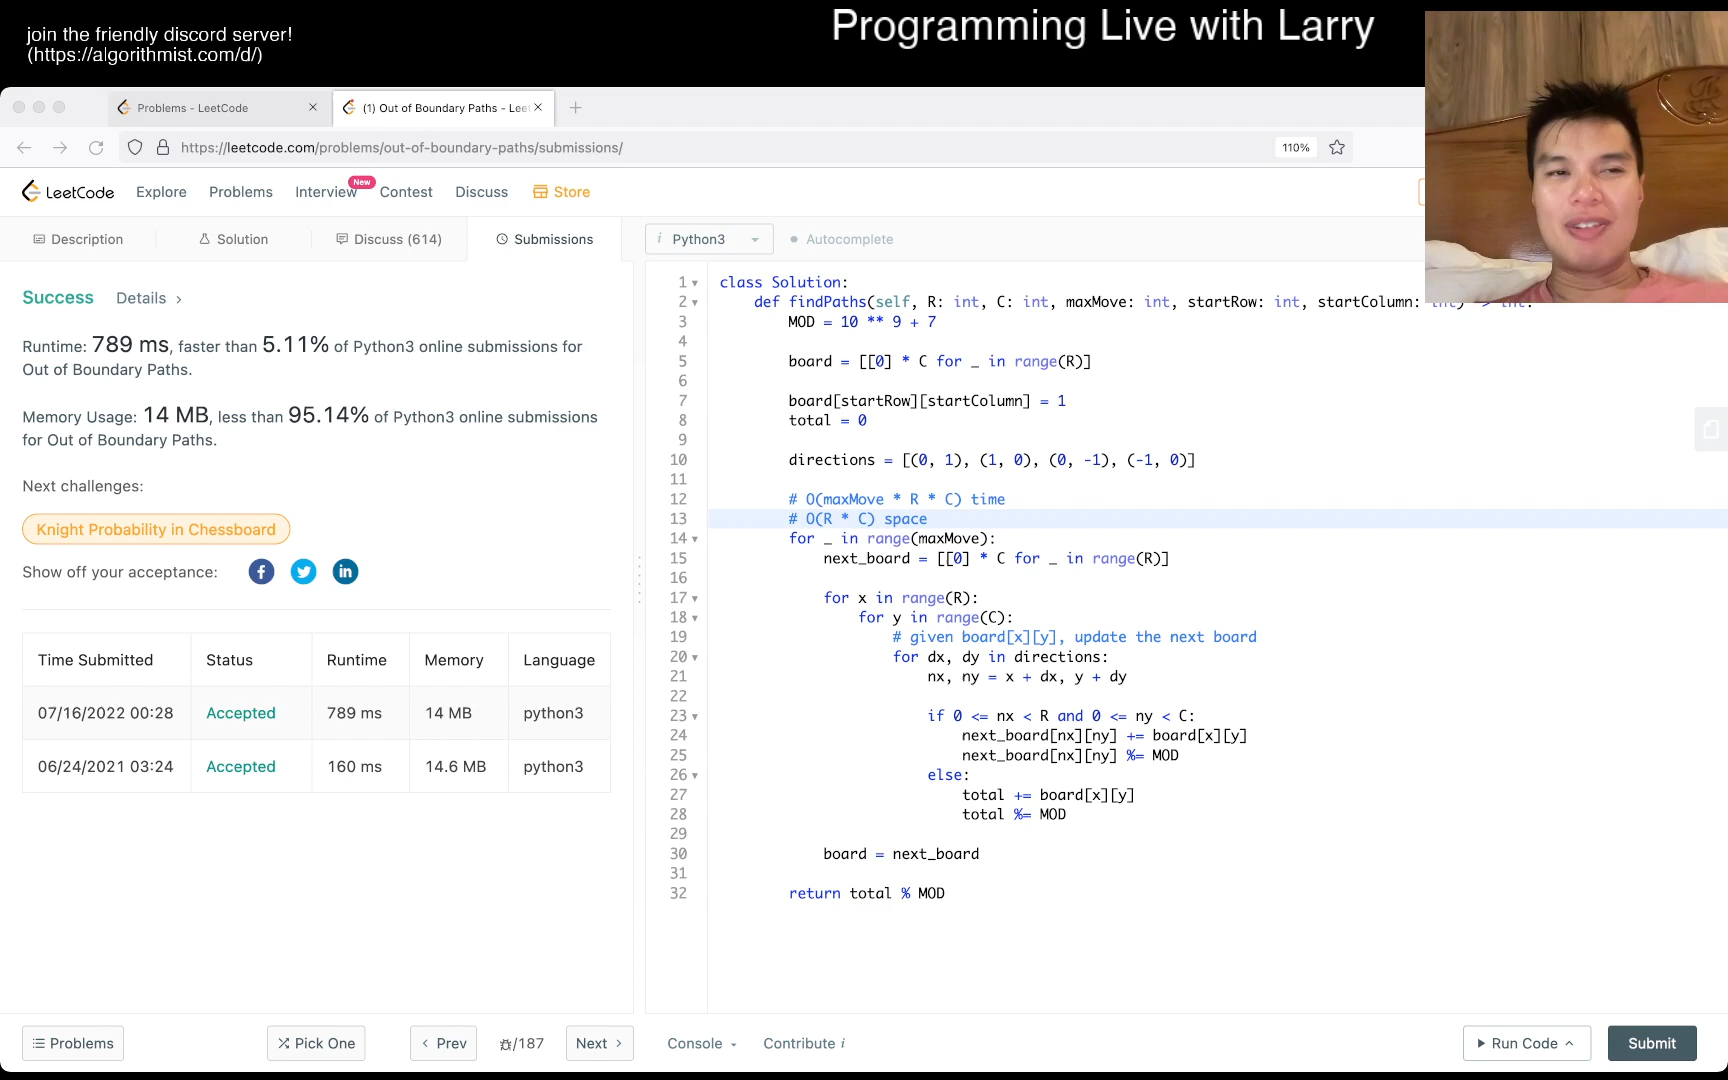 join the friendly discord server!
(https://algorithmist.com/d/)
Programming Live with Larry
Problems - LeetCode
(1) Out of Boundary Paths - Leet
https://leetcode.com/problems/out-of-boundary-paths/submissions/
110%
LeetCode
Explore
Problems
Interview
New
Contest
Discuss
Store
Description
Solution
Discuss (614)
Submissions
i Python3
Autocomplete
Success
Details
Runtime: 789 ms, faster than 5.11% of Python3 online submissions for
Out of Boundary Paths.
Memory Usage: 14 MB, less than 95.14% of Python3 online submissions
for Out of Boundary Paths.
Next challenges:
Knight Probability in Chessboard
Show off your acceptance:
Time Submitted Status Runtime Memory Language
07/16/2022 00:28 Accepted 789 ms 14 MB python3
06/24/2021 03:24 Accepted 160 ms 14.6 MB python3
1 class Solution:
2 def findPaths(self, R: int, C: int, maxMove: int, startRow: int, startColumn: int) -> int:
3 MOD = 10 ** 9 + 7
4
5 board = [[0] * C for _ in range(R)]
6
7 board[startRow][startColumn] = 1
8 total = 0
9
10 directions = [(0, 1), (1, 0), (0, -1), (-1, 0)]
11
12 # O(maxMove * R * C) time
13 # O(R * C) space
14 for _ in range(maxMove):
15 next_board = [[0] * C for _ in range(R)]
16
17 for x in range(R):
18 for y in range(C):
19 # given board[x][y], update the next board
20 for dx, dy in directions:
21 nx, ny = x + dx, y + dy
22
23 if 0 <= nx < R and 0 <= ny < C:
24 next_board[nx][ny] += board[x][y]
25 next_board[nx][ny] %= MOD
26 else:
27 total += board[x][y]
28 total %= MOD
29
30 board = next_board
31
32 return total % MOD
Problems
Pick One
Prev
/187
Next
Console
Contribute i
Run Code
Submit